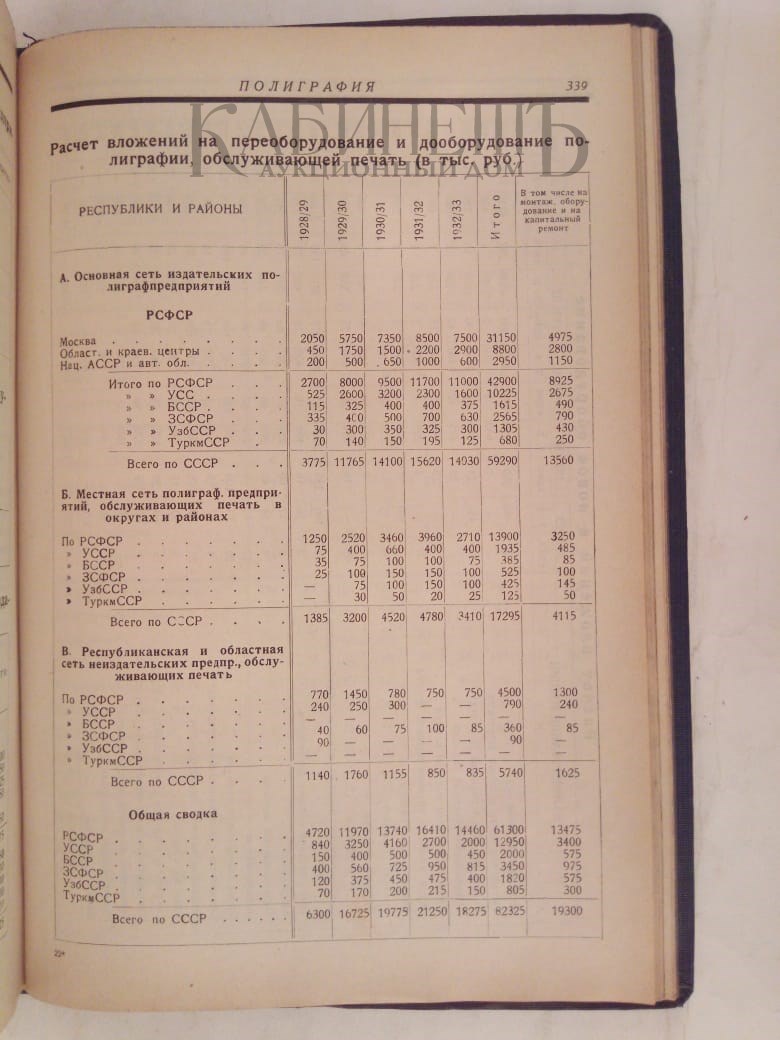 ПОЛИГРАФИЯ 339
КАБИНЕТЪ
АУКЦИОННЫЙ ДОМ
Расчет вложений на переоборудование и дооборудование по-
лиграфии, обслуживающей печать (в тыс. руб.)
РЕСПУБЛИКИ И РАЙОНЫ 1928/29 1929/30 1930/31 1931/32 1932/33 Итого В том числе на монтаж, обору-дование и на капитальный ремонт
А. Основная сеть издательских по-
лиграфпредприятий
РСФСР
Москва 2050 5750 7350 8500 7500 31150 4975
Област. и краев. центры 450 1750 1500 2200 2900 8800 2800
Нац. АССР и авт. обл. 200 500 650 1000 600 2950 1150
Итого по РСФСР 2700 8000 9500 11700 11000 42900 8925
» » УСС 525 2600 3200 2300 1600 10225 2675
» » БССР 115 325 400 400 375 1615 490
» » ЗСФСР 335 400 500 700 630 2565 790
» » УзбССР 30 300 350 325 300 1305 430
» » ТуркмССР 70 140 150 195 125 680 250
Всего по СССР 3775 11765 14100 15620 14030 59290 13560
Б. Местная сеть полиграф. предпри-
ятий, обслуживающих печать в
округах и районах
По РСФСР 1250 2520 3460 3960 2710 13900 3250
» УССР 75 400 660 400 400 1935 485
» БССР 35 75 100 100 75 385 85
» ЗСФСР 25 100 150 150 100 525 100
» УзбССР — 75 100 150 100 425 145
» ТуркмССР — 30 50 20 25 125 50
Всего по СССР 1385 3200 4520 4780 3410 17295 4115
В. Республиканская и областная
сеть неиздательских предпр., обслу-
живающих печать
По РСФСР 770 1450 780 750 750 4500 1300
» УССР 240 250 300 — — 790 240
» БССР — — — — — — —
» ЗСФСР 40 60 75 100 85 360 85
» УзбССР 90 — — — — 90 —
» ТуркмССР — — — — — — —
Всего по СССР 1140 1760 1155 850 835 5740 1625
Общая сводка
РСФСР 4720 11970 13740 16410 14460 61300 13475
УССР 840 3250 4160 2700 2000 12950 3400
БССР 150 400 500 500 450 2000 575
ЗСФСР 400 560 725 950 815 3450 975
УзбССР 120 375 450 475 400 1820 575
ТуркмССР 70 170 200 215 150 805 300
Всего по СССР 6300 16725 19775 21250 18275 82325 19300
22*